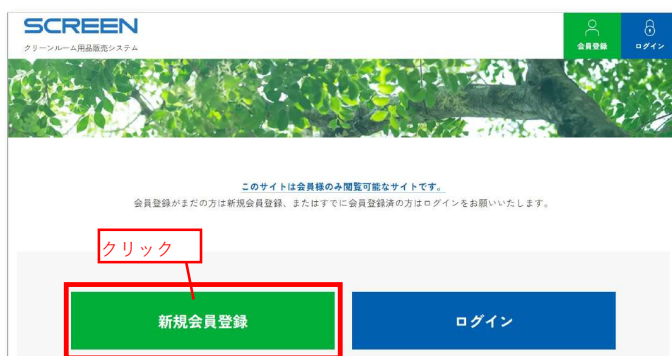 SCREEN
クリーンルーム用品販売システム
会員登録
ログイン
このサイトは会員様のみ閲覧可能なサイトです。
会員登録がまだの方は新規会員登録、またはすでに会員登録済の方はログインをお願いいたします。
クリック
新規会員登録
ログイン